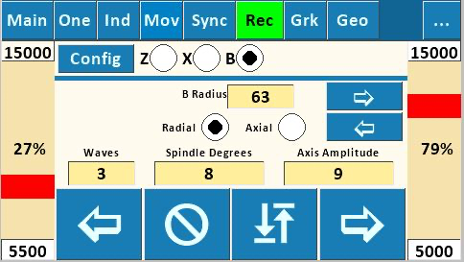 Main One Ind Mov Sync Rec Grk Geo ...
15000 Config Z X B 15000
B Radius 63
Radial Axial
27% 79%
Waves Spindle Degrees Axis Amplitude
3 8 9
5500 5000